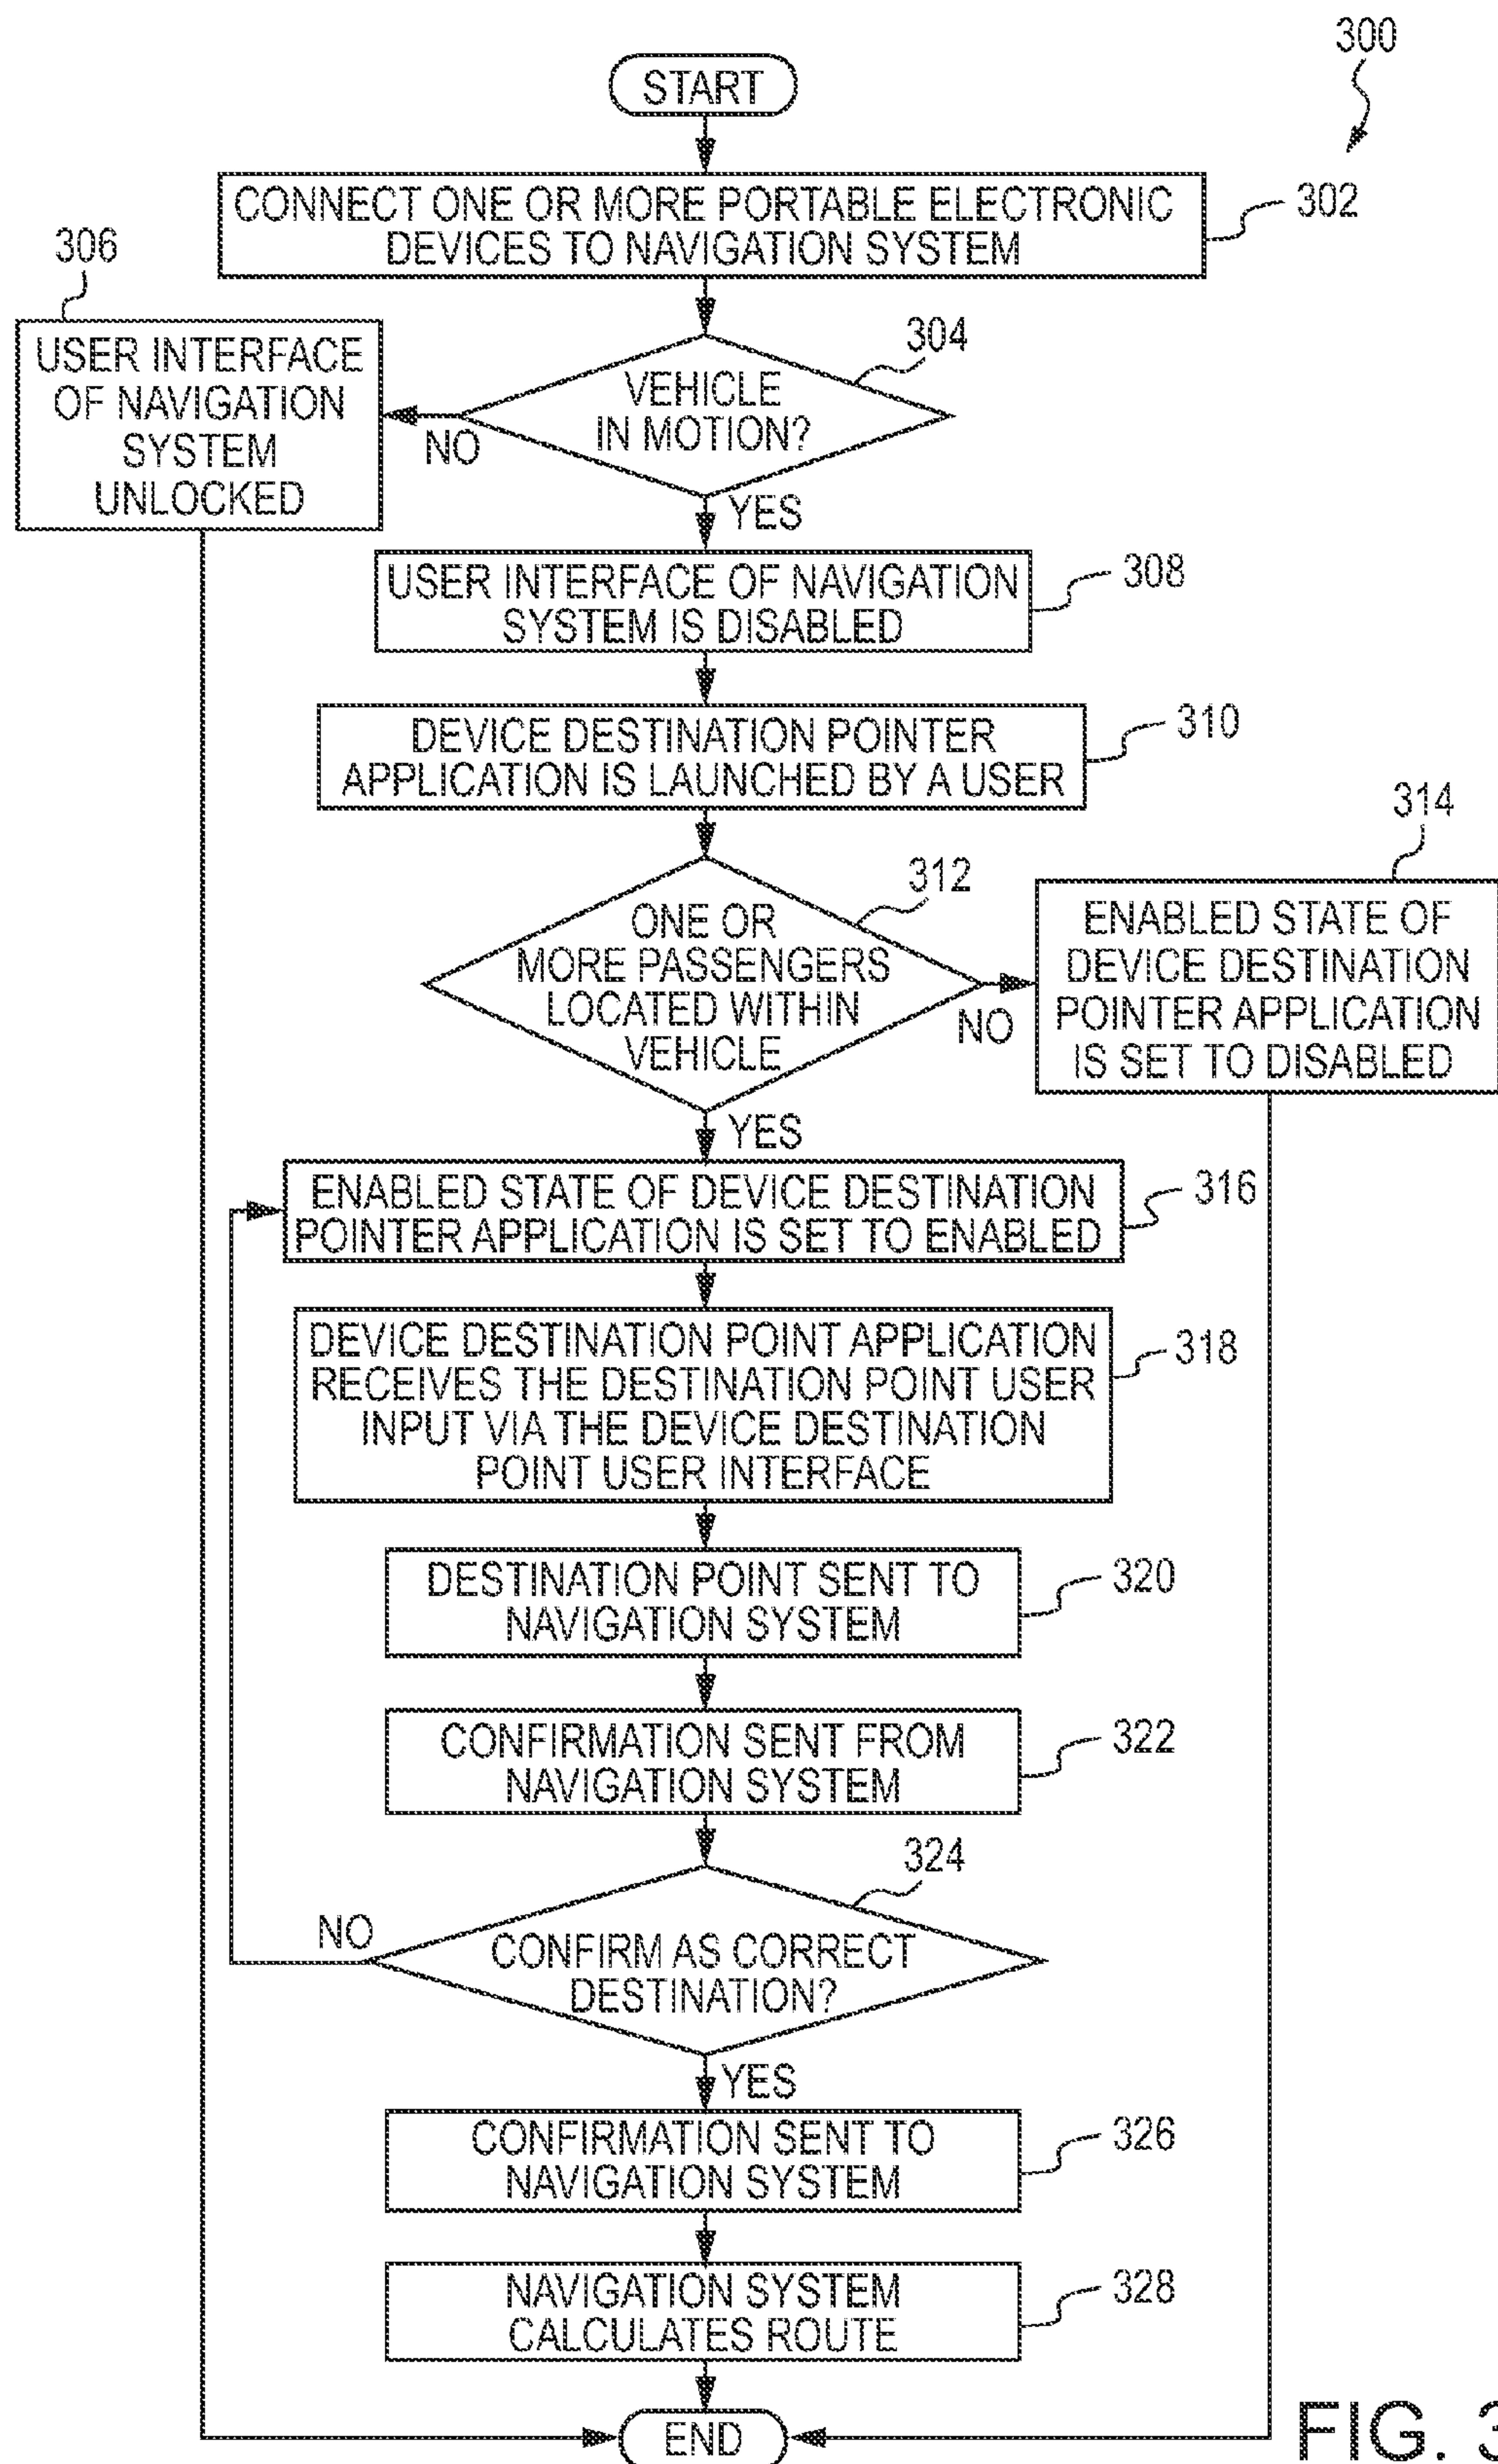 300
START
CONNECT ONE OR MORE PORTABLE ELECTRONIC
DEVICES TO NAVIGATION SYSTEM
302
306
USER INTERFACE
OF NAVIGATION
SYSTEM
UNLOCKED
304
VEHICLE
IN MOTION?
NO
YES
USER INTERFACE OF NAVIGATION
SYSTEM IS DISABLED
308
DEVICE DESTINATION POINTER
APPLICATION IS LAUNCHED BY A USER
310
312
ONE OR
MORE PASSENGERS
LOCATED WITHIN
VEHICLE
NO
314
ENABLED STATE OF
DEVICE DESTINATION
POINTER APPLICATION
IS SET TO DISABLED
YES
ENABLED STATE OF DEVICE DESTINATION
POINTER APPLICATION IS SET TO ENABLED
316
DEVICE DESTINATION POINT APPLICATION
RECEIVES THE DESTINATION POINT USER
INPUT VIA THE DEVICE DESTINATION
POINT USER INTERFACE
318
DESTINATION POINT SENT TO
NAVIGATION SYSTEM
320
CONFIRMATION SENT FROM
NAVIGATION SYSTEM
322
324
NO
CONFIRM AS CORRECT
DESTINATION?
YES
CONFIRMATION SENT TO
NAVIGATION SYSTEM
326
NAVIGATION SYSTEM
CALCULATES ROUTE
328
END
FIG. 3